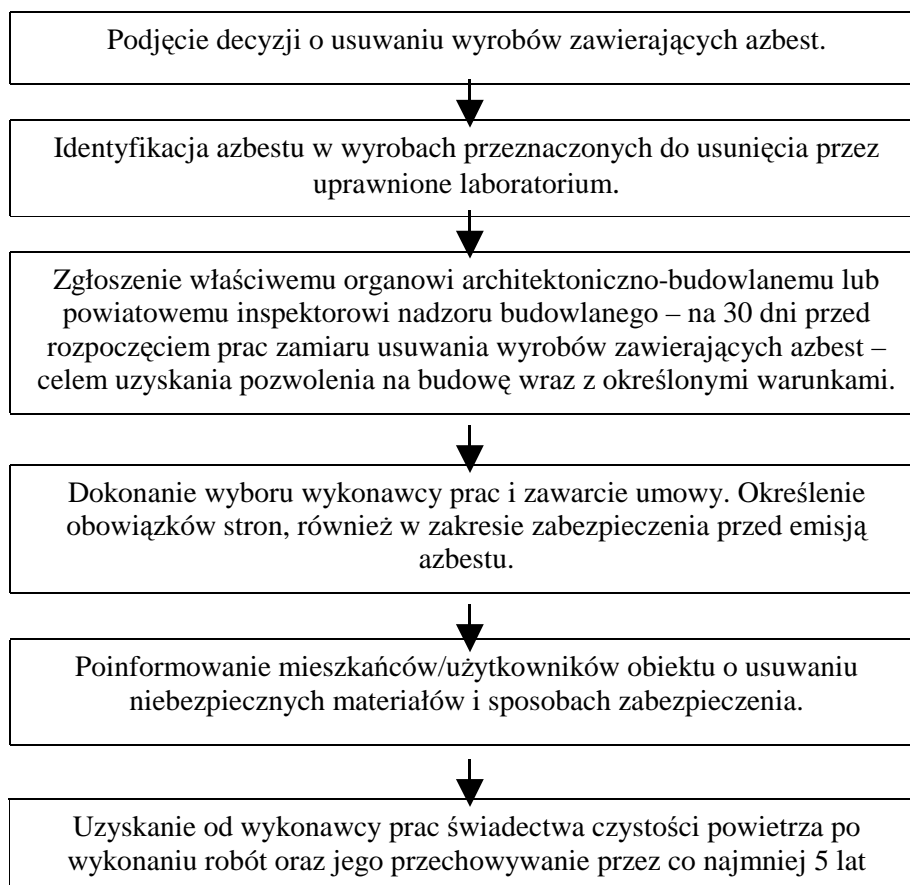 Podjęcie decyzji o usuwaniu wyrobów zawierających azbest.
Identyfikacja azbestu w wyrobach przeznaczonych do usunięcia przez
uprawnione laboratorium.
Zgłoszenie właściwemu organowi architektoniczno-budowlanemu lub
powiatowemu inspektorowi nadzoru budowlanego – na 30 dni przed
rozpoczęciem prac zamiaru usuwania wyrobów zawierających azbest –
celem uzyskania pozwolenia na budowę wraz z określonymi warunkami.
Dokonanie wyboru wykonawcy prac i zawarcie umowy. Określenie
obowiązków stron, również w zakresie zabezpieczenia przed emisją
azbestu.
Poinformowanie mieszkańców/użytkowników obiektu o usuwaniu
niebezpiecznych materiałów i sposobach zabezpieczenia.
Uzyskanie od wykonawcy prac świadectwa czystości powietrza po
wykonaniu robót oraz jego przechowywanie przez co najmniej 5 lat